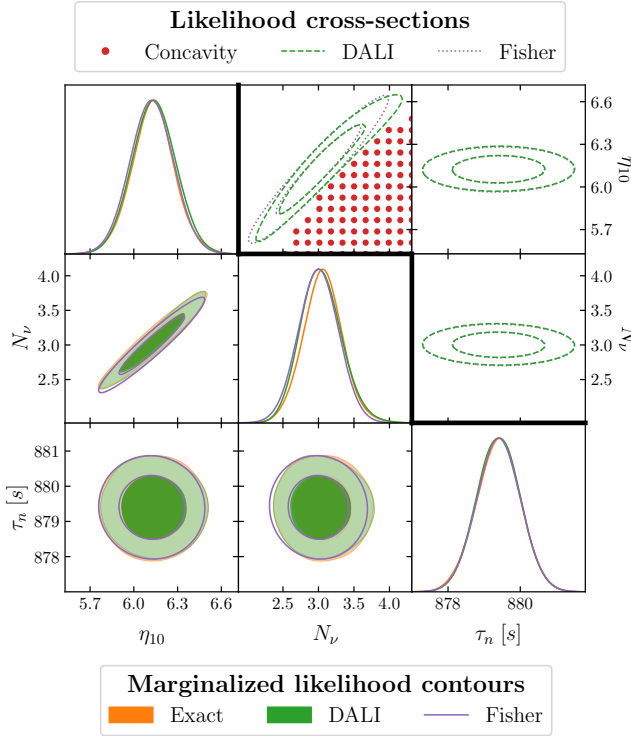 Likelihood cross-sections
Concavity DALI Fisher
6.6
6.3
6.0
5.7
η10
4.0
3.5
3.0
2.5
Nν
4.0
3.5
3.0
2.5
Nν
881
880
879
878
τn [s]
5.7 6.0 6.3 6.6
2.5 3.0 3.5 4.0
878 880
η10
Nν
τn [s]
Marginalized likelihood contours
Exact DALI Fisher